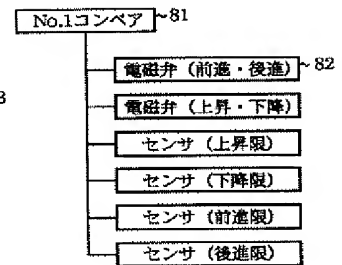 No.1コンベア ~81
電磁弁（前進・後進） ~82
3
電磁弁（上昇・下降）
センサ（上昇限）
センサ（下降限）
センサ（前進限）
センサ（後進限）